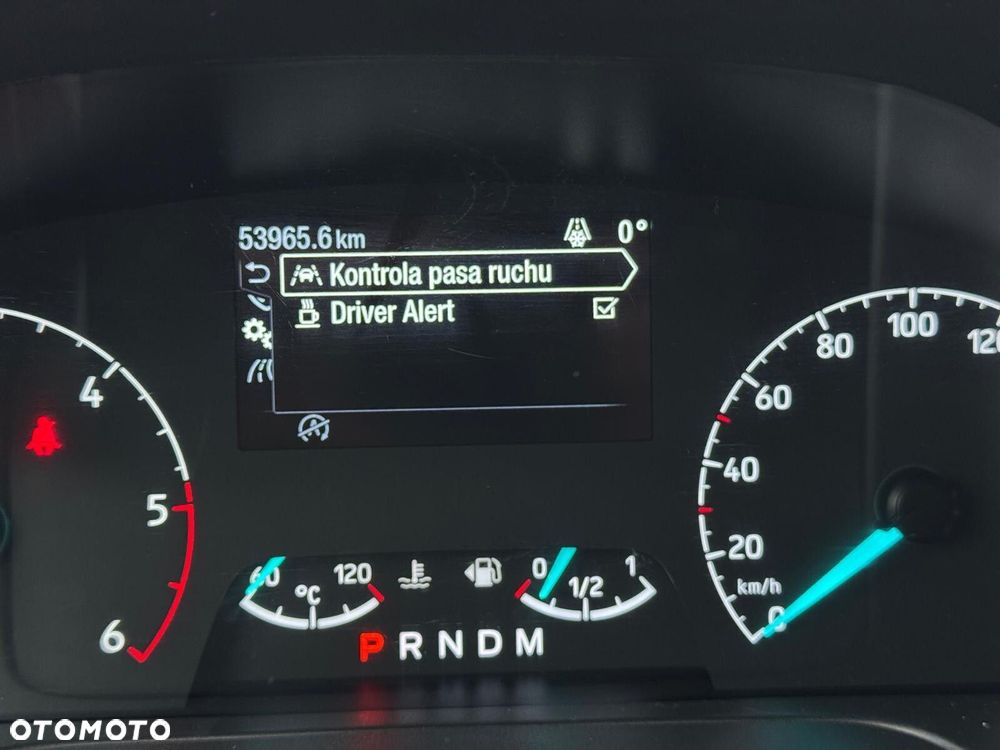 53965.6 km 0°
Kontrola pasa ruchu
Driver Alert
4
5
6
60 120
°C
0 1/2 1
P R N D M
0
20
40
60
80
100
km/h
OTOMOTO